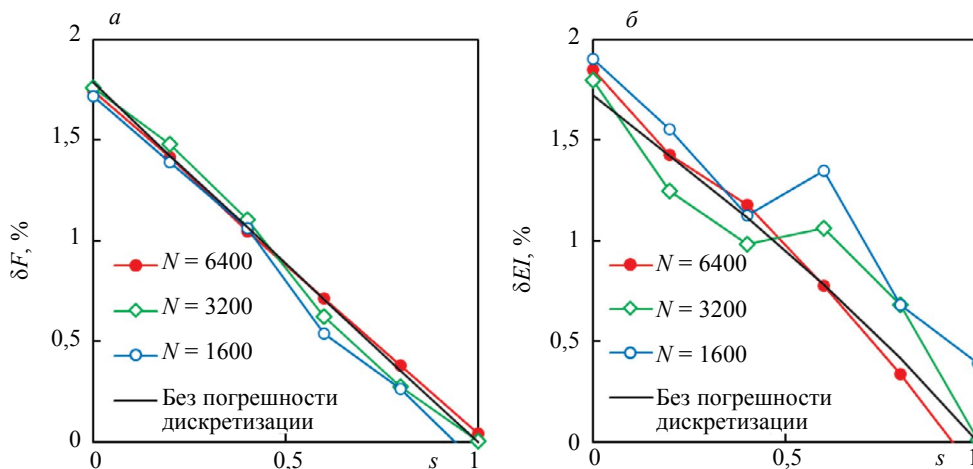 а
2
1,5
1
0,5
0
δF, %
N = 6400
N = 3200
N = 1600
Без погрешности
дискретизации
0
0,5
s
1
б
2
1,5
1
0,5
0
δEI, %
N = 6400
N = 3200
N = 1600
Без погрешности
дискретизации
0
0,5
s
1